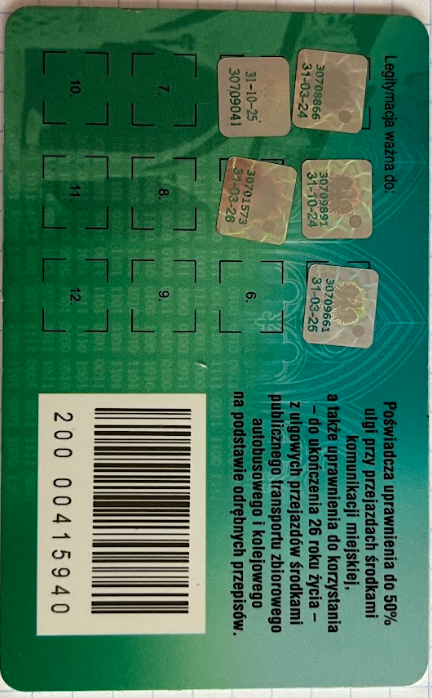 Legitymacja ważna do:
30708866
31-03-24
30709891
31-10-24
30709661
31-03-25
31-10-25
30709041
30701573
31-03-26
6.
7.
8.
9.
10.
11.
12.
Poświadcza uprawnienia do 50%
ulgi przy przejazdach środkami
komunikacji miejskiej,
a także uprawnienia do korzystania
– do ukończenia 26 roku życia –
z ulgowych przejazdów środkami
publicznego transportu zbiorowego
autobusowego i kolejowego
na podstawie odrębnych przepisów.
200 00415940